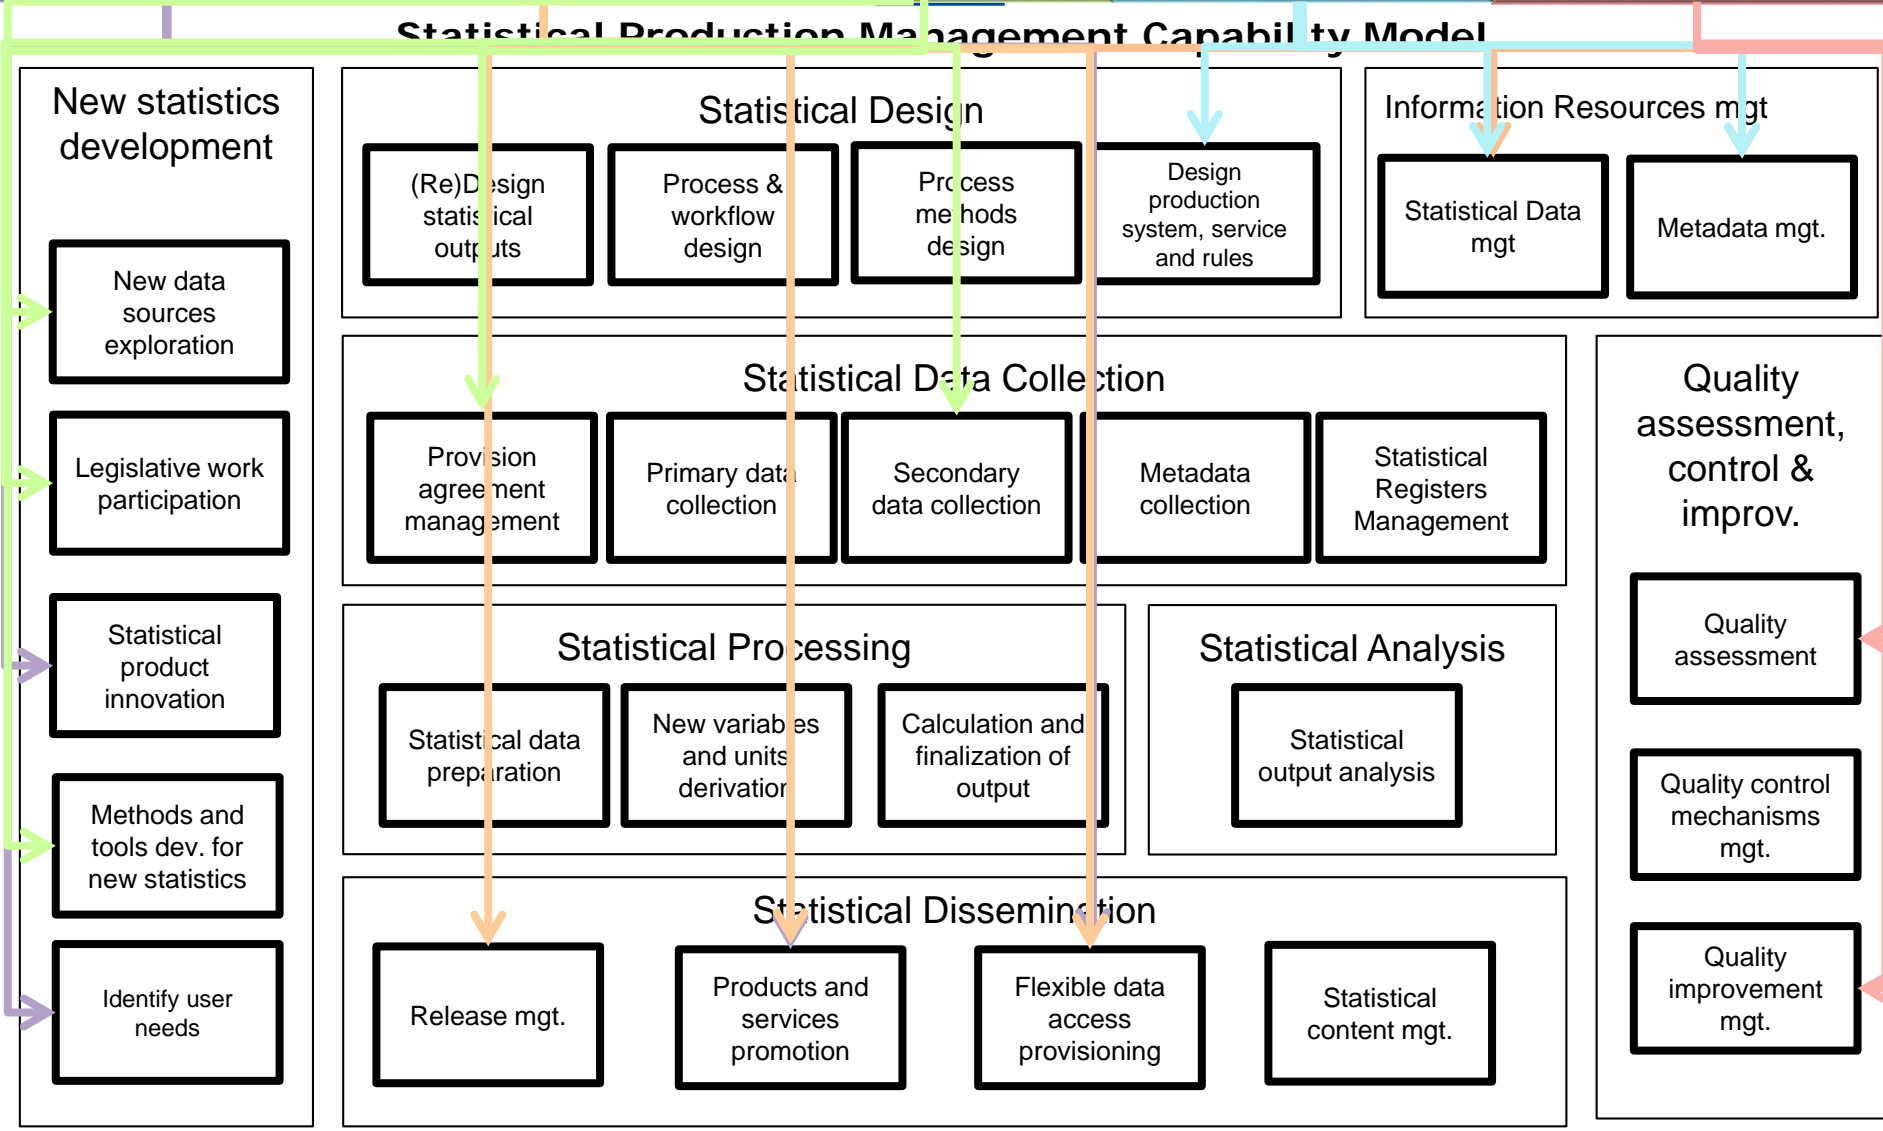 Statistical Production Management Capability Model
New statistics
development
New data
sources
exploration
Legislative work
participation
Statistical
product
innovation
Methods and
tools dev. for
new statistics
Identify user
needs
Statistical Design
(Re)Design
statistical
outputs
Process &
workflow
design
Process
methods
design
Design
production
system, service
and rules
Information Resources mgt
Statistical Data
mgt
Metadata mgt.
Statistical Data Collection
Provision
agreement
management
Primary data
collection
Secondary
data collection
Metadata
collection
Statistical
Registers
Management
Statistical Processing
Statistical data
preparation
New variables
and units
derivation
Calculation and
finalization of
output
Statistical Analysis
Statistical
output analysis
Statistical Dissemination
Release mgt.
Products and
services
promotion
Flexible data
access
provisioning
Statistical
content mgt.
Quality
assessment,
control &
improv.
Quality
assessment
Quality control
mechanisms
mgt.
Quality
improvement
mgt.